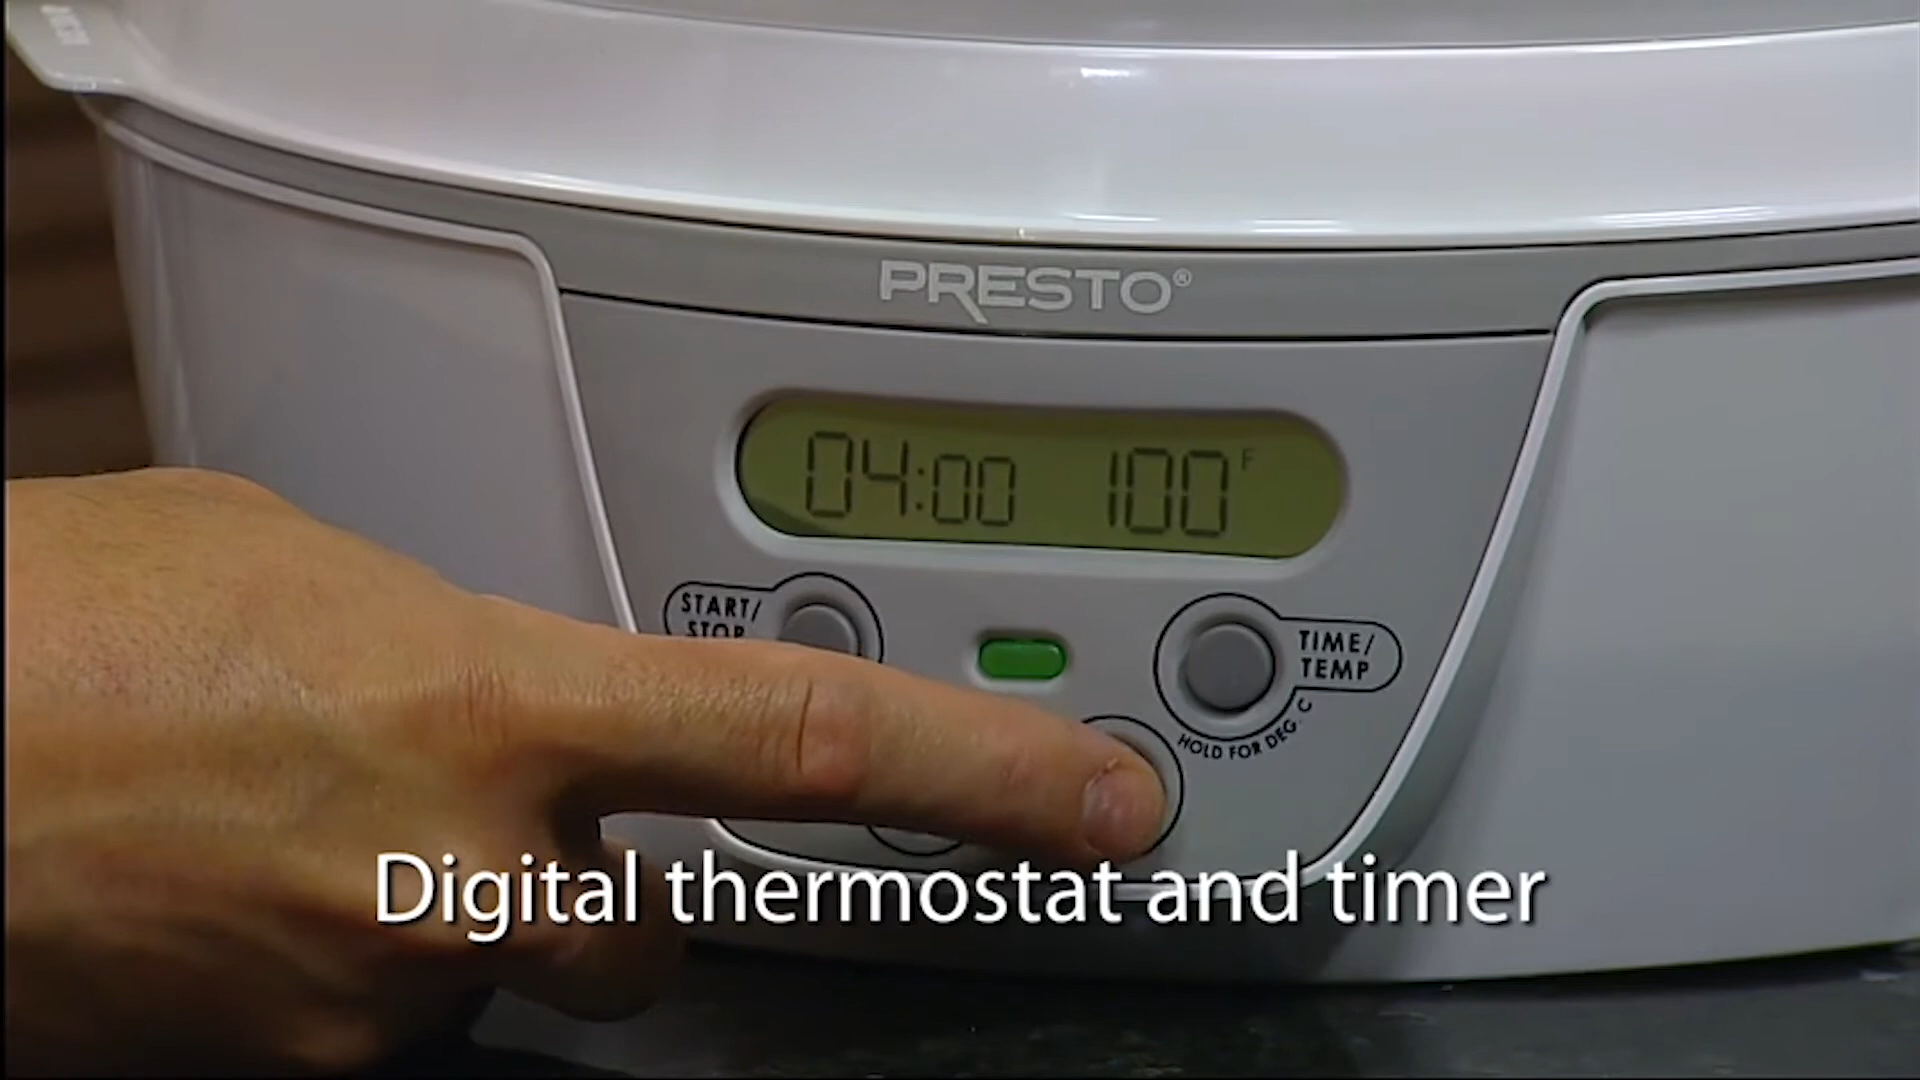 PRESTO®
04:00 100 F
START/
STOP
TIME/
TEMP
HOLD FOR DEG. C
Digital thermostat and timer